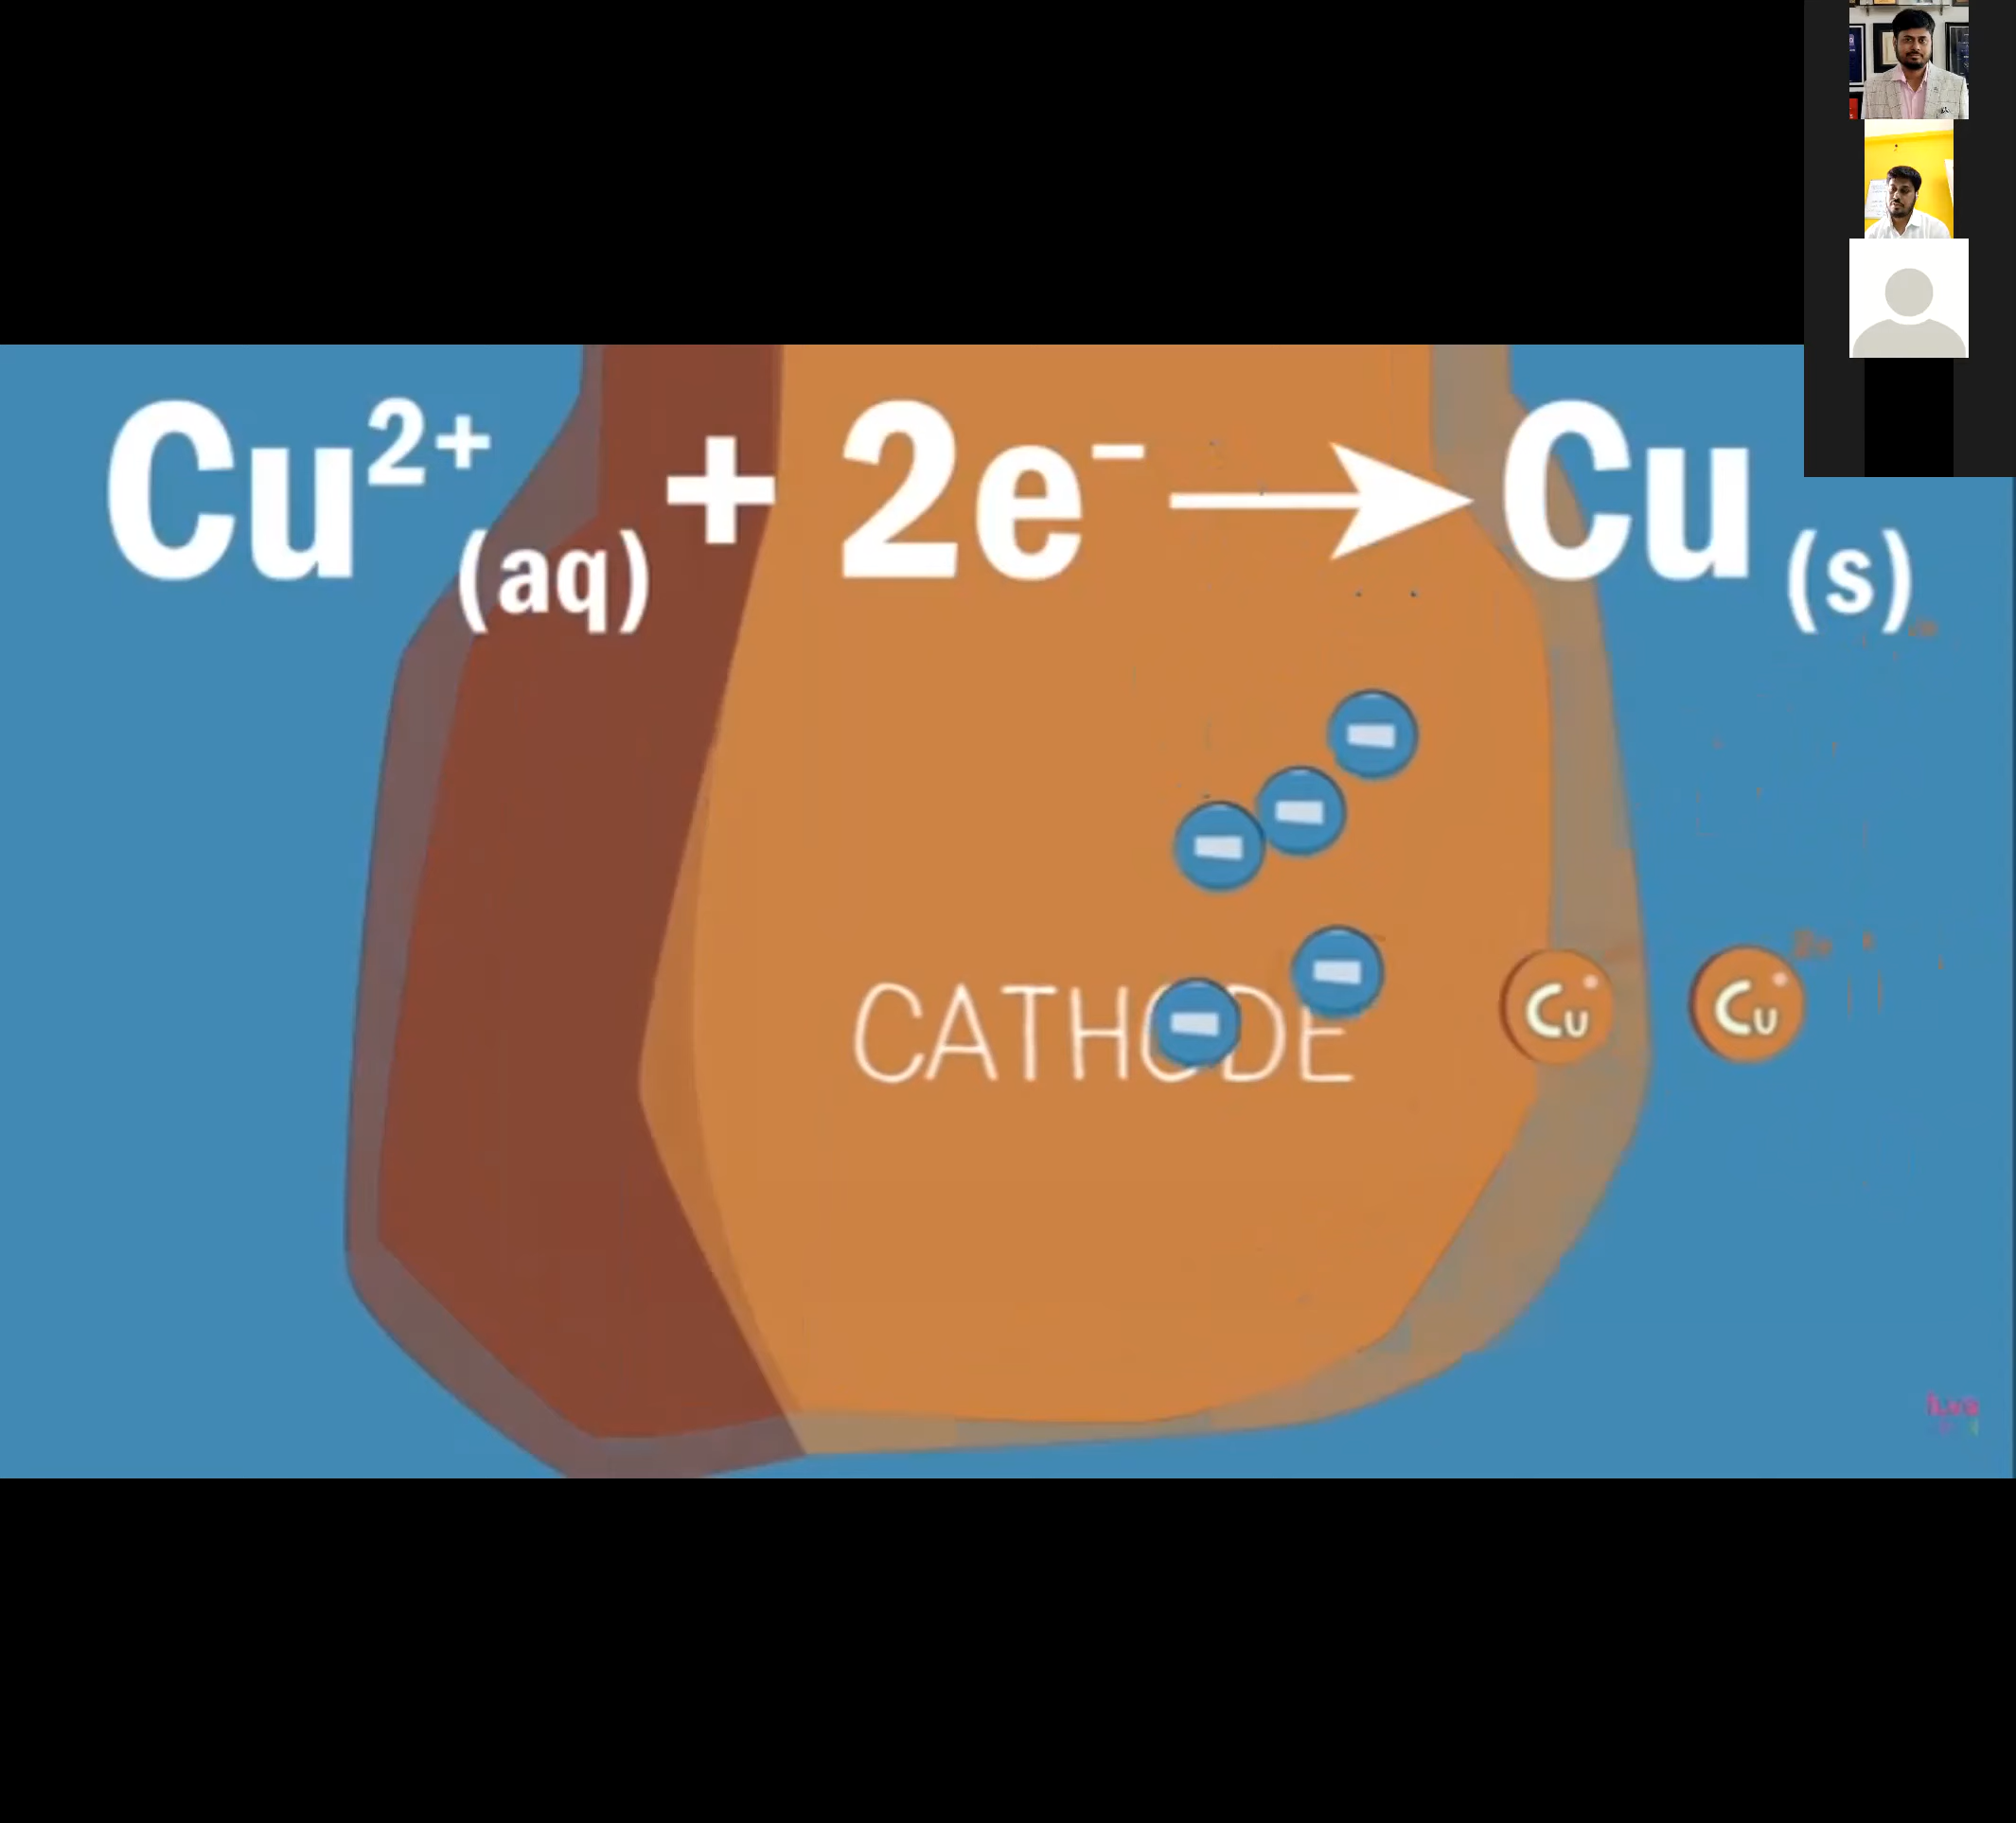 Cu²⁺(aq) + 2e⁻ → Cu (s)
CATHODE
Cu Cu